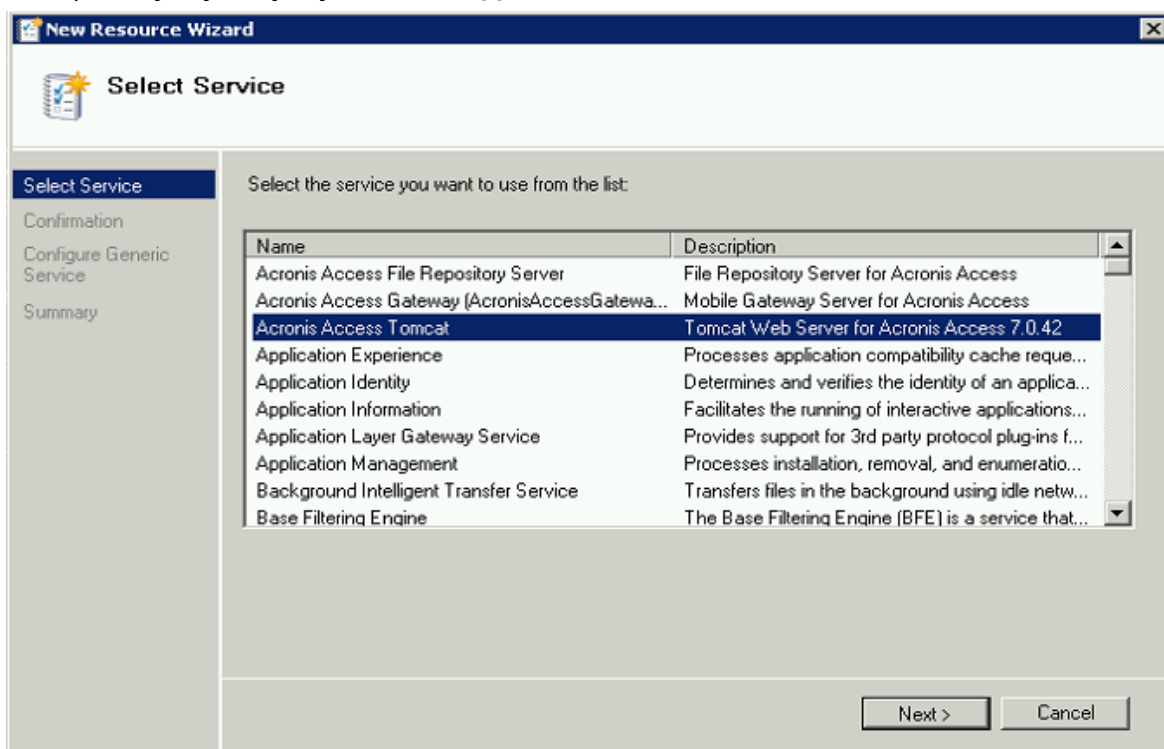 New Resource Wizard
Select Service
Select Service
Confirmation
Configure Generic
Service
Summary
Select the service you want to use from the list:
Name Description
Acronis Access File Repository Server File Repository Server for Acronis Access
Acronis Access Gateway (AcronisAccessGatewa... Mobile Gateway Server for Acronis Access
Acronis Access Tomcat Tomcat Web Server for Acronis Access 7.0.42
Application Experience Processes application compatibility cache reque...
Application Identity Determines and verifies the identity of an applica...
Application Information Facilitates the running of interactive applications...
Application Layer Gateway Service Provides support for 3rd party protocol plug-ins f...
Application Management Processes installation, removal, and enumeratio...
Background Intelligent Transfer Service Transfers files in the background using idle netw...
Base Filtering Engine The Base Filtering Engine (BFE) is a service that...
Next > Cancel